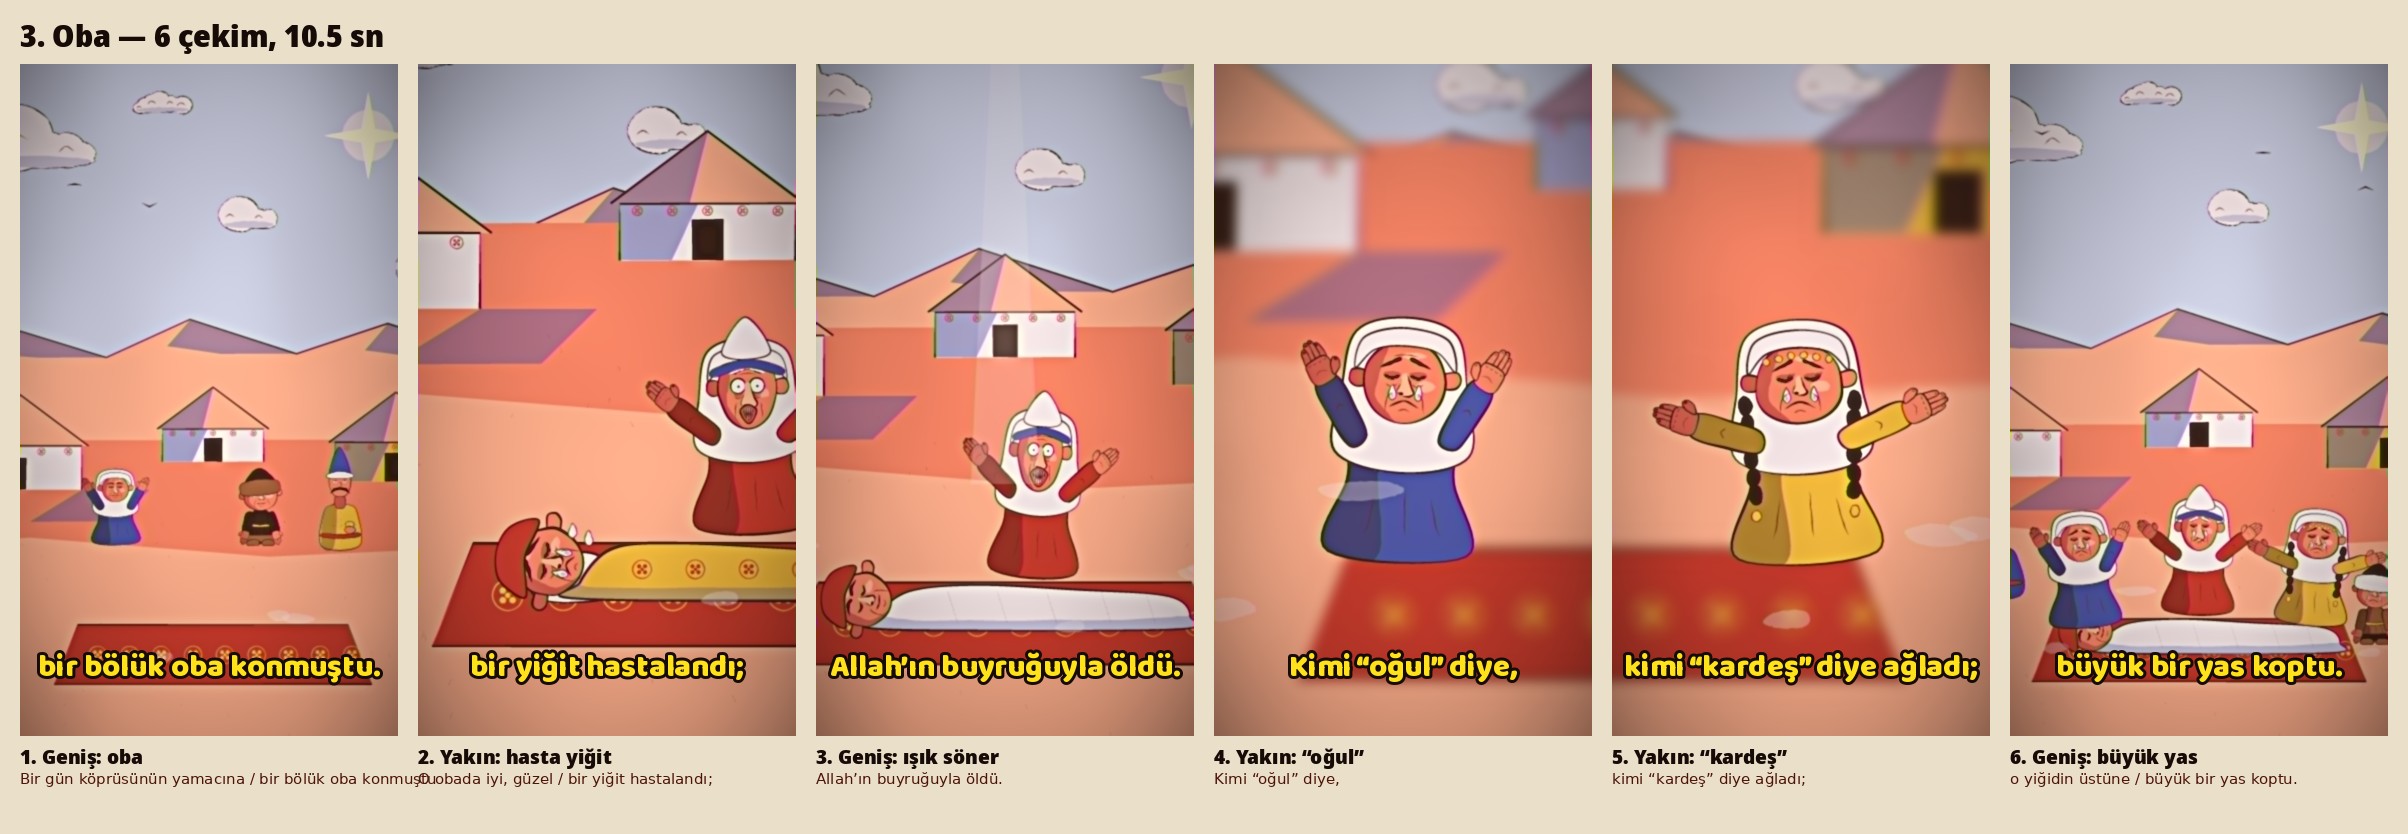 3. Oba — 6 çekim, 10.5 sn
bir bölük oba konmuştu.
bir yiğit hastalandı;
Allah’ın buyruğuyla öldü.
Kimi “oğul” diye,
kimi “kardeş” diye ağladı;
büyük bir yas koptu.
1. Geniş: oba
Bir gün köprüsünün yamacına / bir bölük oba konmuştu
2. Yakın: hasta yiğit
O obada iyi, güzel / bir yiğit hastalandı;
3. Geniş: ışık söner
Allah’ın buyruğuyla öldü.
4. Yakın: “oğul”
Kimi “oğul” diye,
5. Yakın: “kardeş”
kimi “kardeş” diye ağladı;
6. Geniş: büyük yas
o yiğidin üstüne / büyük bir yas koptu.